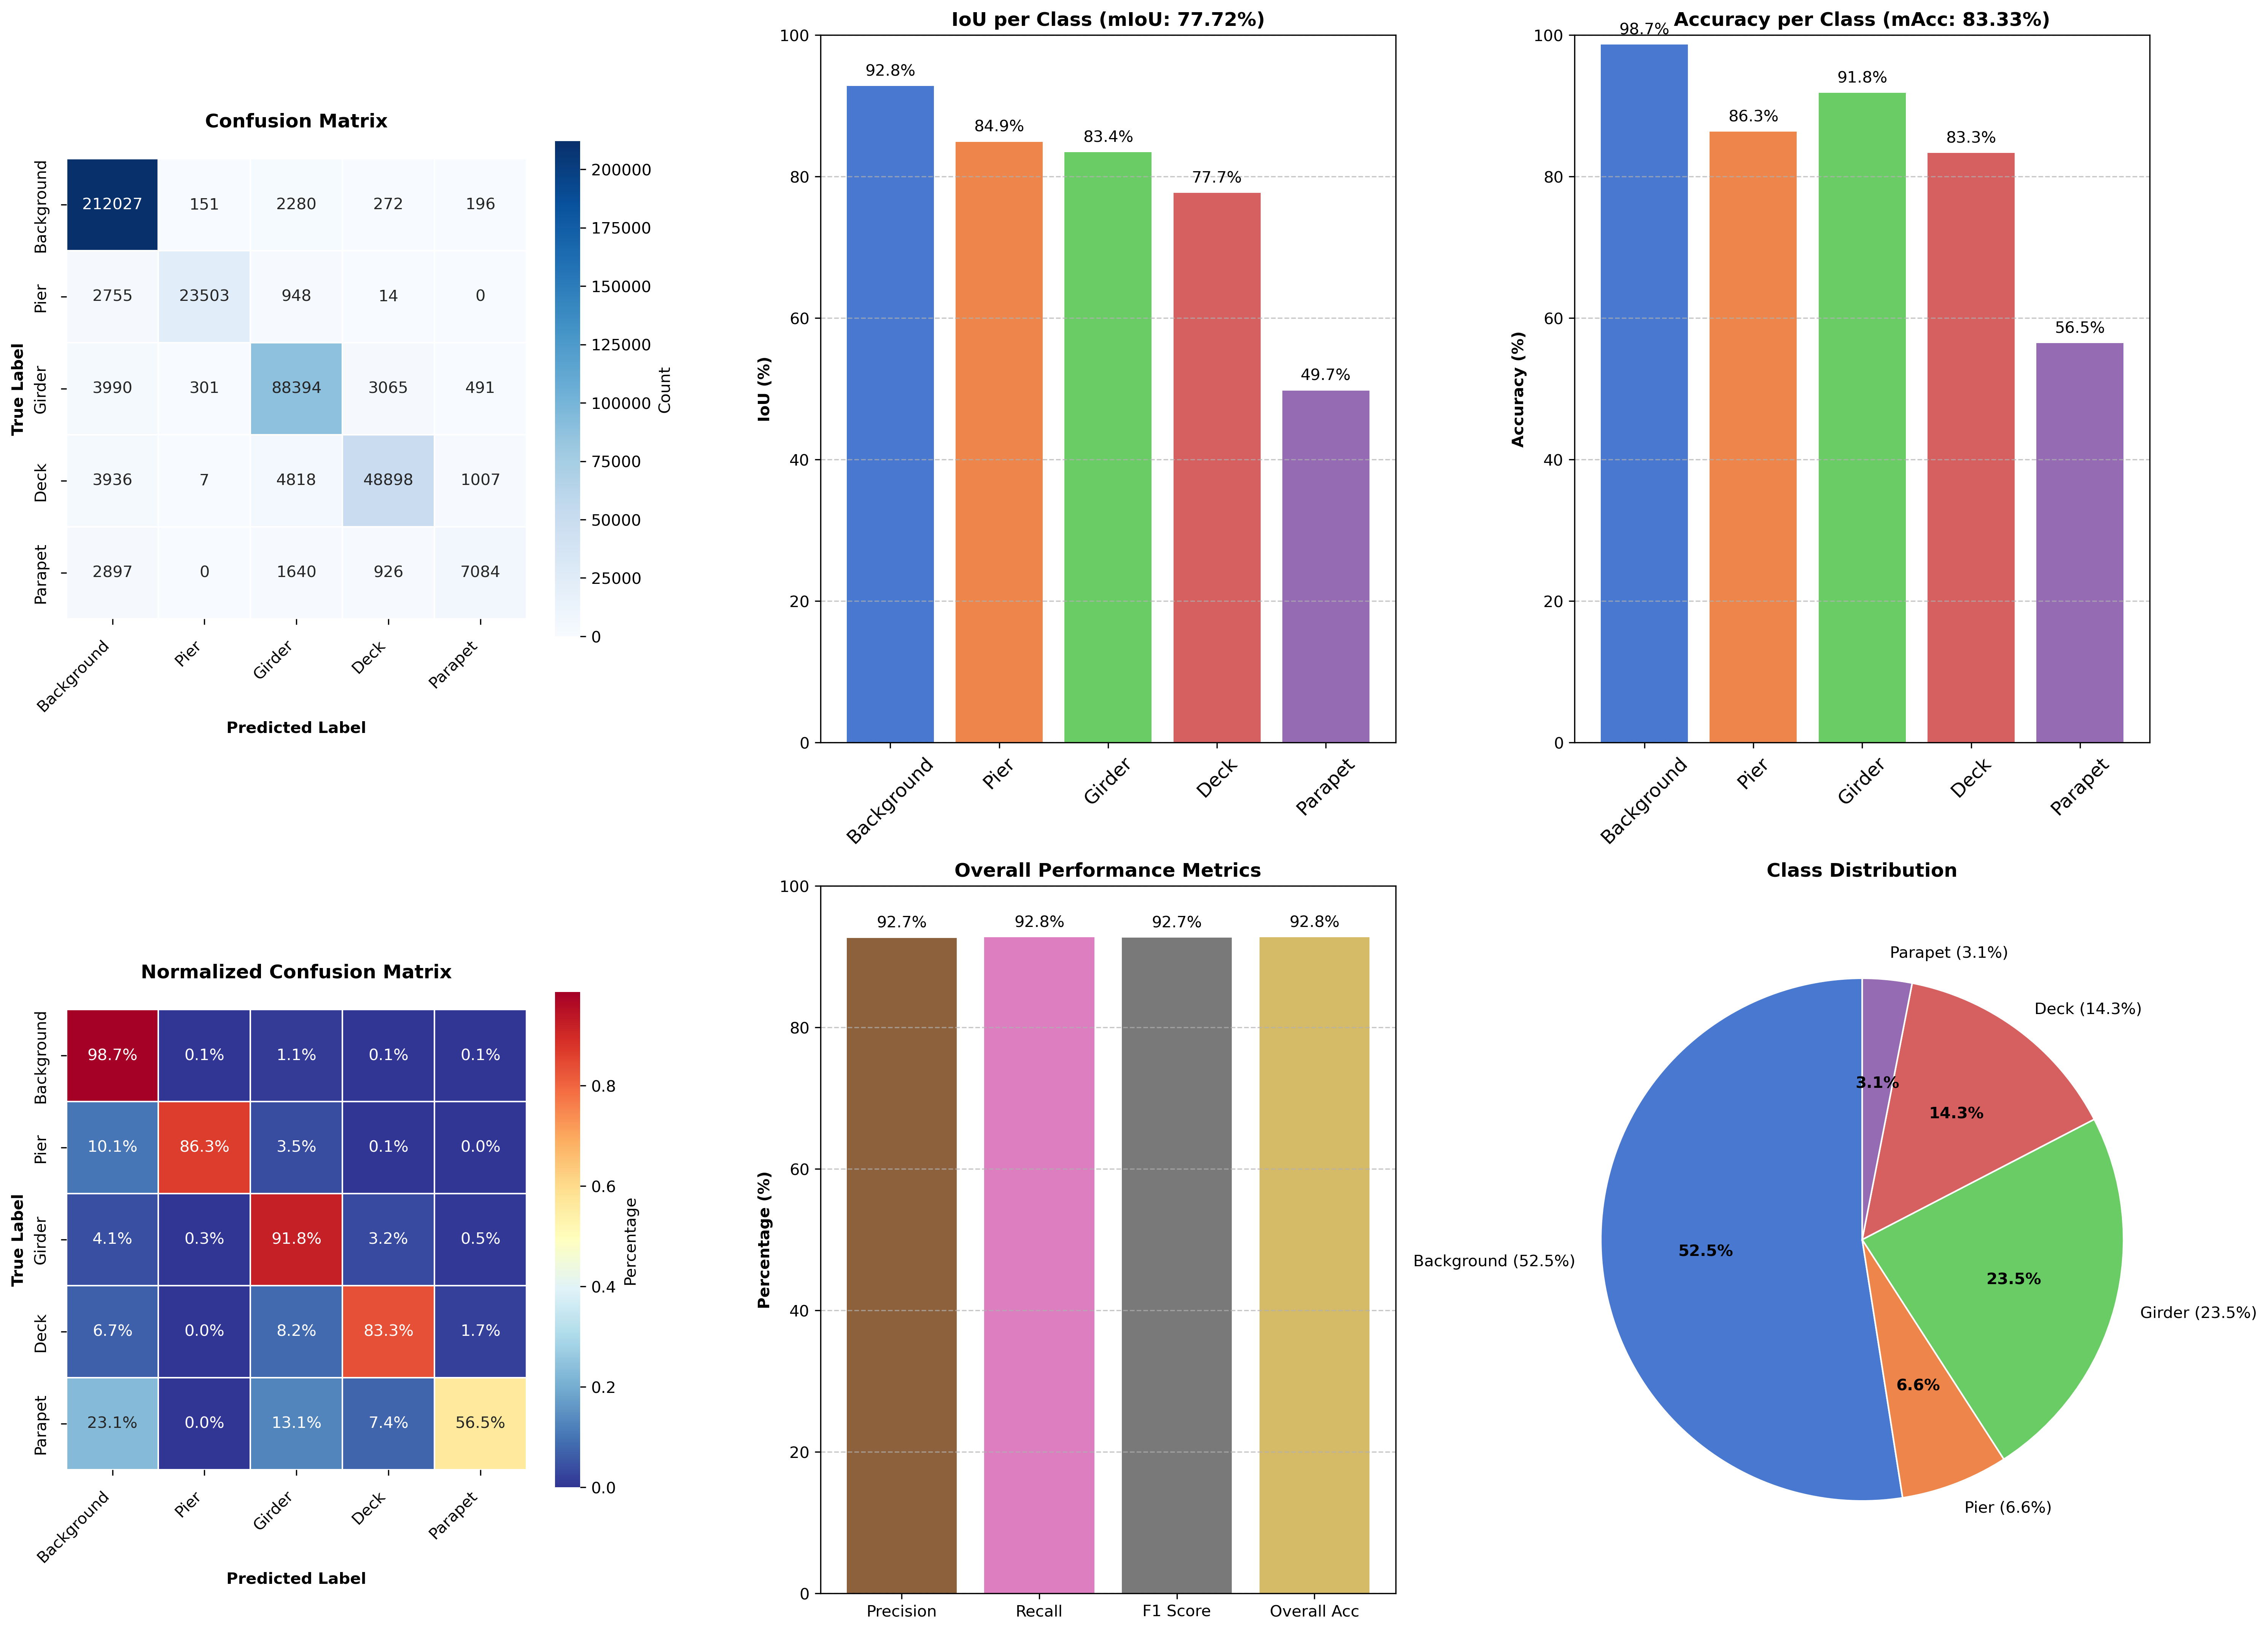 Confusion Matrix
True Label
Background
Pier
Girder
Deck
Parapet
212027 151 2280 272 196
2755 23503 948 14 0
3990 301 88394 3065 491
3936 7 4818 48898 1007
2897 0 1640 926 7084
Background Pier Girder Deck Parapet
Predicted Label
200000
175000
150000
125000
100000
75000
50000
25000
0
Count
IoU per Class (mIoU: 77.72%)
IoU (%)
100
80
60
40
20
0
92.8%
84.9%
83.4%
77.7%
49.7%
Background Pier Girder Deck Parapet
Accuracy per Class (mAcc: 83.33%)
Accuracy (%)
100
80
60
40
20
0
98.7%
86.3%
91.8%
83.3%
56.5%
Background Pier Girder Deck Parapet
Normalized Confusion Matrix
True Label
Background
Pier
Girder
Deck
Parapet
98.7% 0.1% 1.1% 0.1% 0.1%
10.1% 86.3% 3.5% 0.1% 0.0%
4.1% 0.3% 91.8% 3.2% 0.5%
6.7% 0.0% 8.2% 83.3% 1.7%
23.1% 0.0% 13.1% 7.4% 56.5%
Background Pier Girder Deck Parapet
Predicted Label
0.8
0.6
0.4
0.2
0.0
Percentage
Overall Performance Metrics
Percentage (%)
100
80
60
40
20
0
92.7% 92.8% 92.7% 92.8%
Precision Recall F1 Score Overall Acc
Class Distribution
Parapet (3.1%)
Deck (14.3%)
3.1%
14.3%
52.5%
Background (52.5%)
23.5%
Girder (23.5%)
6.6%
Pier (6.6%)